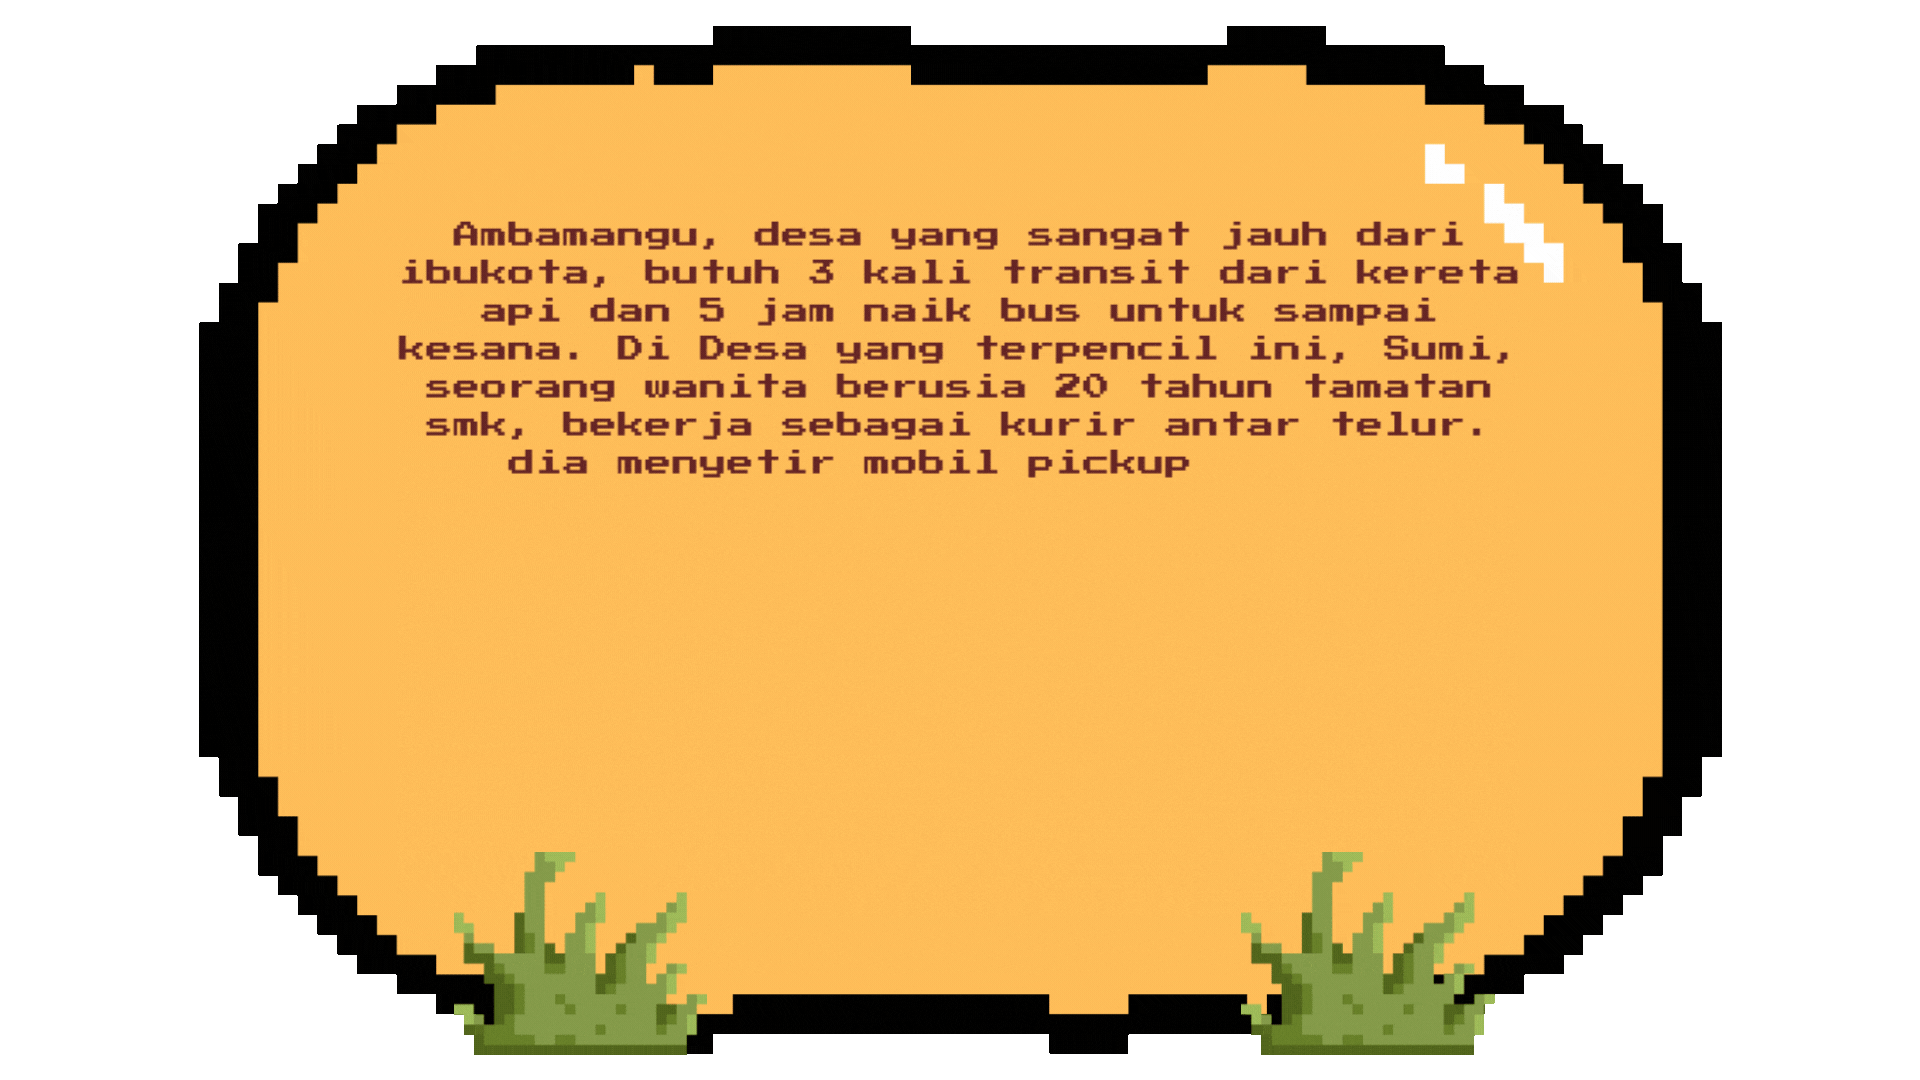 Ambamangu, desa yang sangat jauh dari
ibukota, butuh 3 kali transit dari kereta
api dan 5 jam naik bus untuk sampai
kesana. Di Desa yang terpencil ini, Sumi,
seorang wanita berusia 20 tahun tamatan
smk, bekerja sebagai kurir antar telur.
dia menyetir mobil pickup